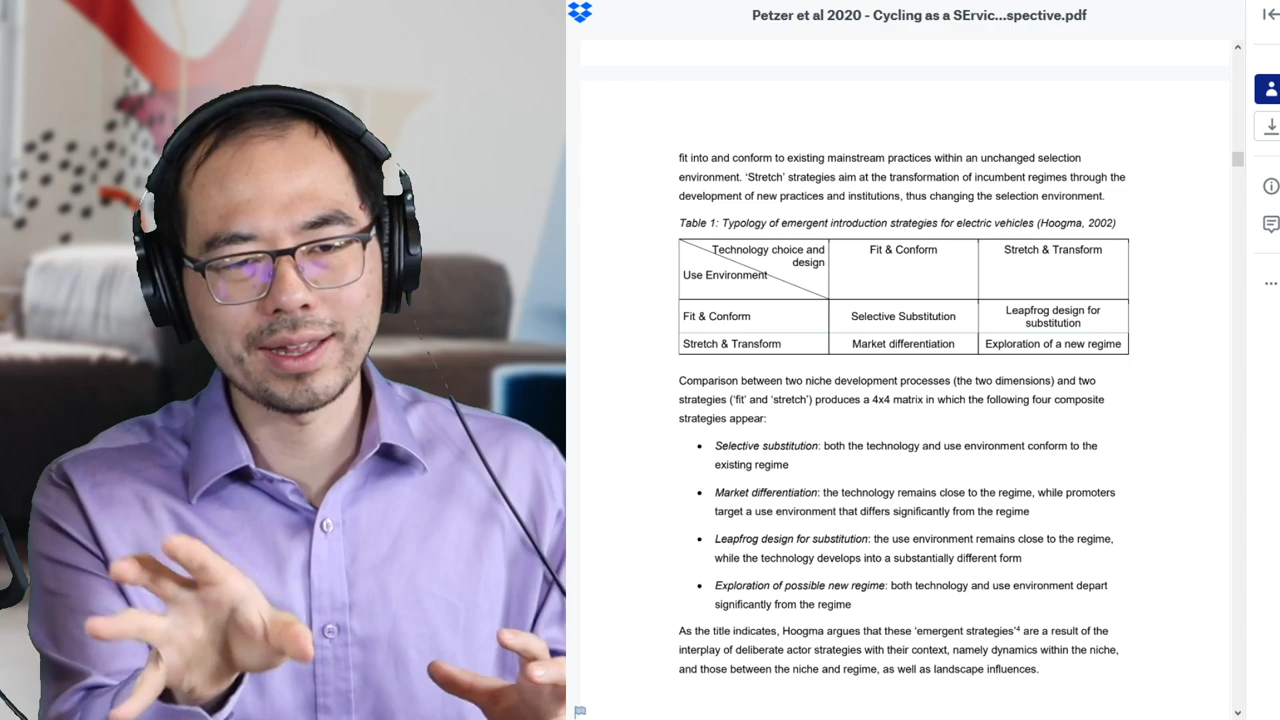 Petzer et al 2020 - Cycling as a SErvic...spective.pdf
fit into and conform to existing mainstream practices within an unchanged selection
environment. ‘Stretch’ strategies aim at the transformation of incumbent regimes through the
development of new practices and institutions, thus changing the selection environment.
Table 1: Typology of emergent introduction strategies for electric vehicles (Hoogma, 2002)
Technology choice and
design
Use Environment
Fit & Conform
Stretch & Transform
Fit & Conform
Selective Substitution
Leapfrog design for
substitution
Stretch & Transform
Market differentiation
Exploration of a new regime
Comparison between two niche development processes (the two dimensions) and two
strategies (‘fit’ and ‘stretch’) produces a 4x4 matrix in which the following four composite
strategies appear:
• Selective substitution: both the technology and use environment conform to the
existing regime
• Market differentiation: the technology remains close to the regime, while promoters
target a use environment that differs significantly from the regime
• Leapfrog design for substitution: the use environment remains close to the regime,
while the technology develops into a substantially different form
• Exploration of possible new regime: both technology and use environment depart
significantly from the regime
As the title indicates, Hoogma argues that these ‘emergent strategies’⁴ are a result of the
interplay of deliberate actor strategies with their context, namely dynamics within the niche,
and those between the niche and regime, as well as landscape influences.